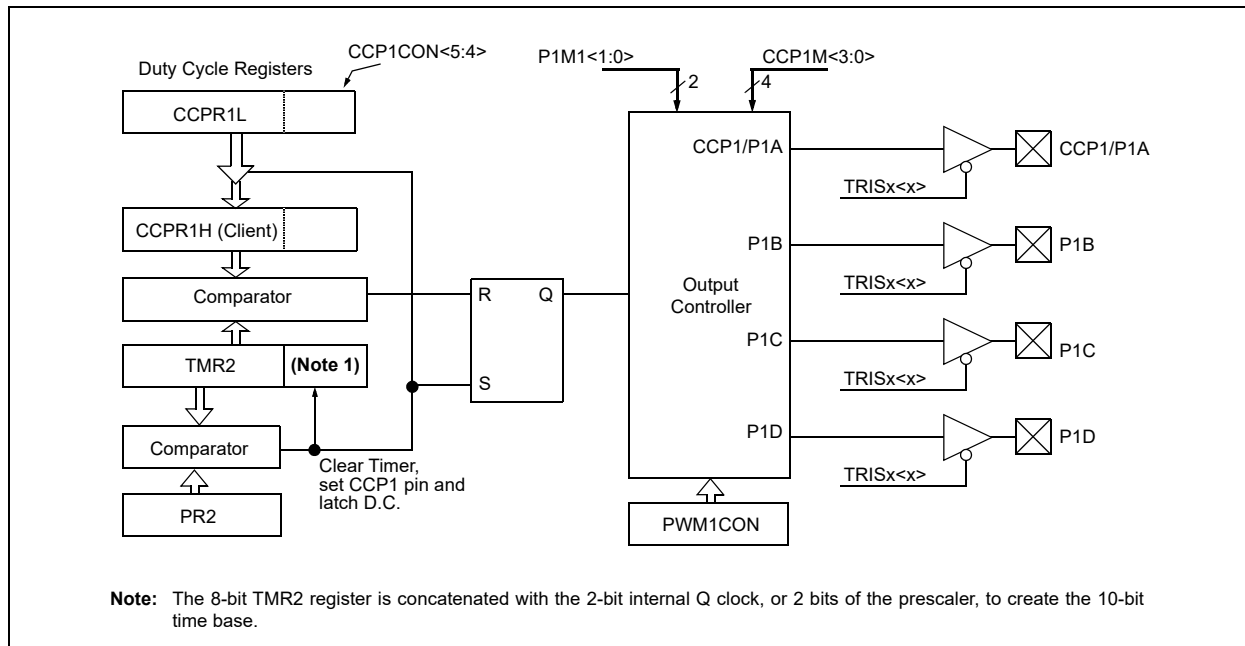 CCP1CON<5:4>
Duty Cycle Registers
CCPR1L
CCPR1H (Client)
Comparator
TMR2
(Note 1)
Comparator
PR2
Clear Timer,
set CCP1 pin and
latch D.C.
R
Q
S
P1M1<1:0>
2
CCP1M<3:0>
4
CCP1/P1A
P1B
Output
Controller
P1C
P1D
PWM1CON
TRISx<x>
CCP1/P1A
TRISx<x>
P1B
TRISx<x>
P1C
TRISx<x>
P1D
Note: The 8-bit TMR2 register is concatenated with the 2-bit internal Q clock, or 2 bits of the prescaler, to create the 10-bit
time base.